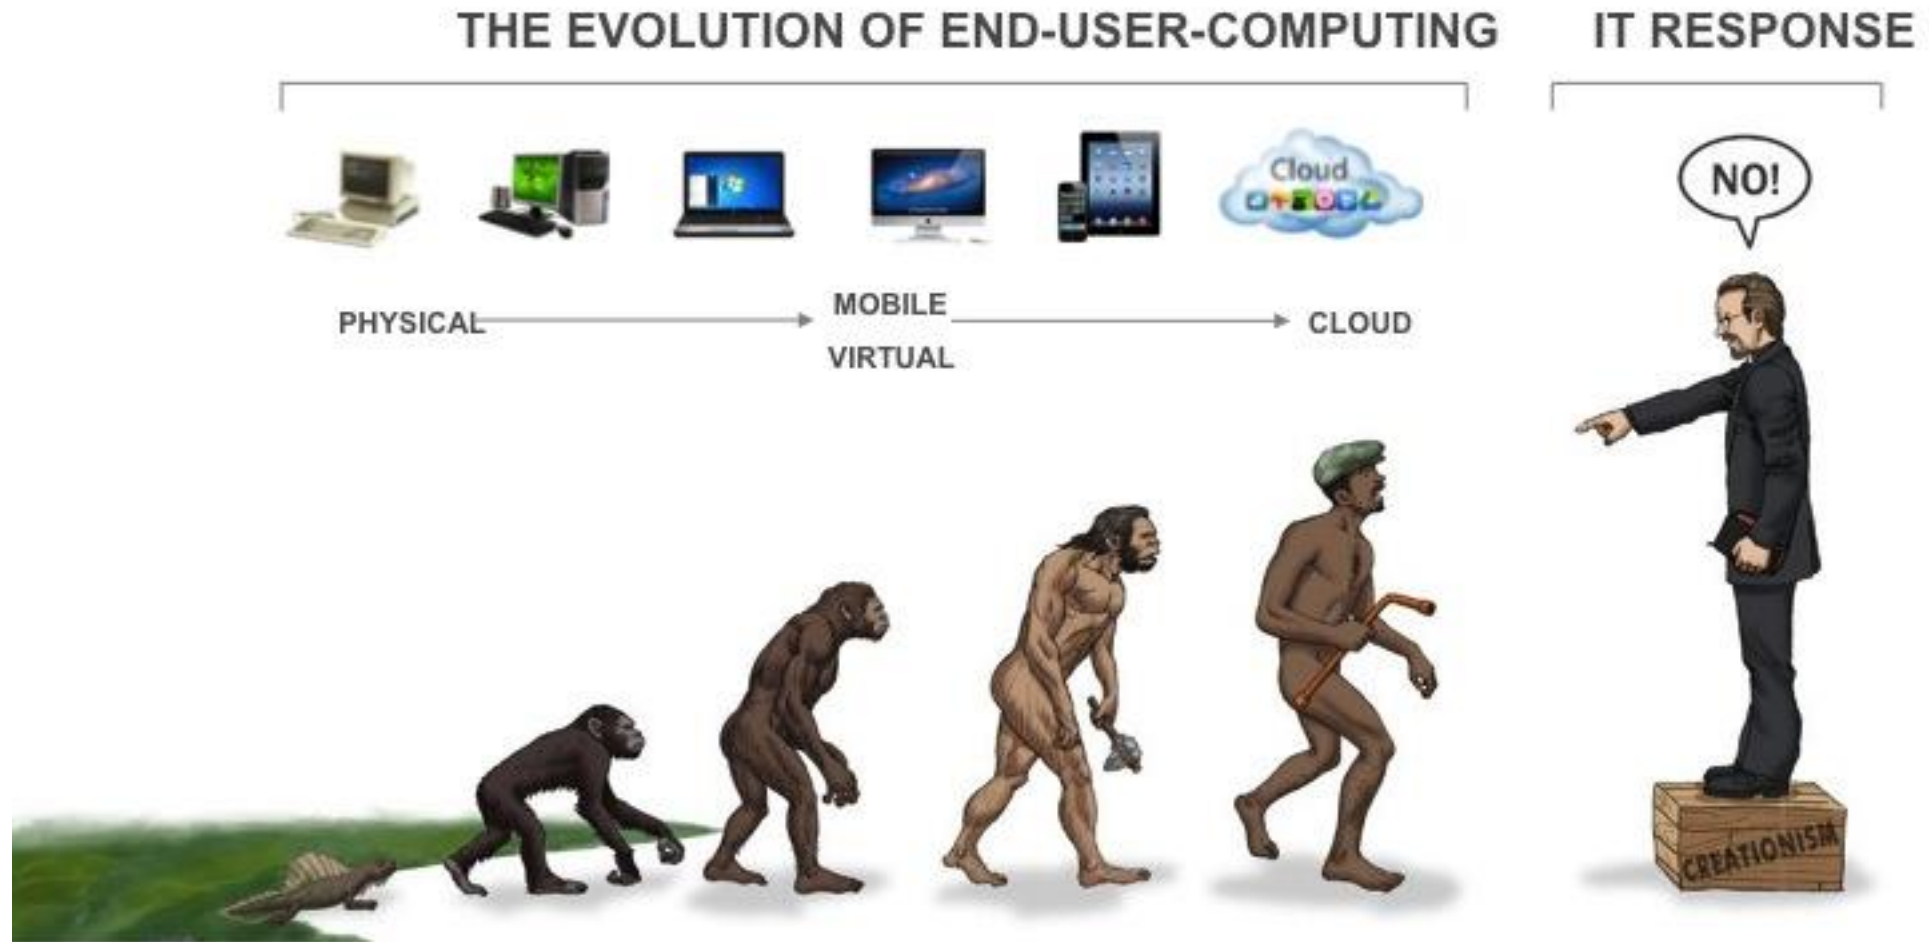 THE EVOLUTION OF END-USER-COMPUTING
IT RESPONSE
Cloud
NO!
PHYSICAL
MOBILE
VIRTUAL
CLOUD
CREATIONISM